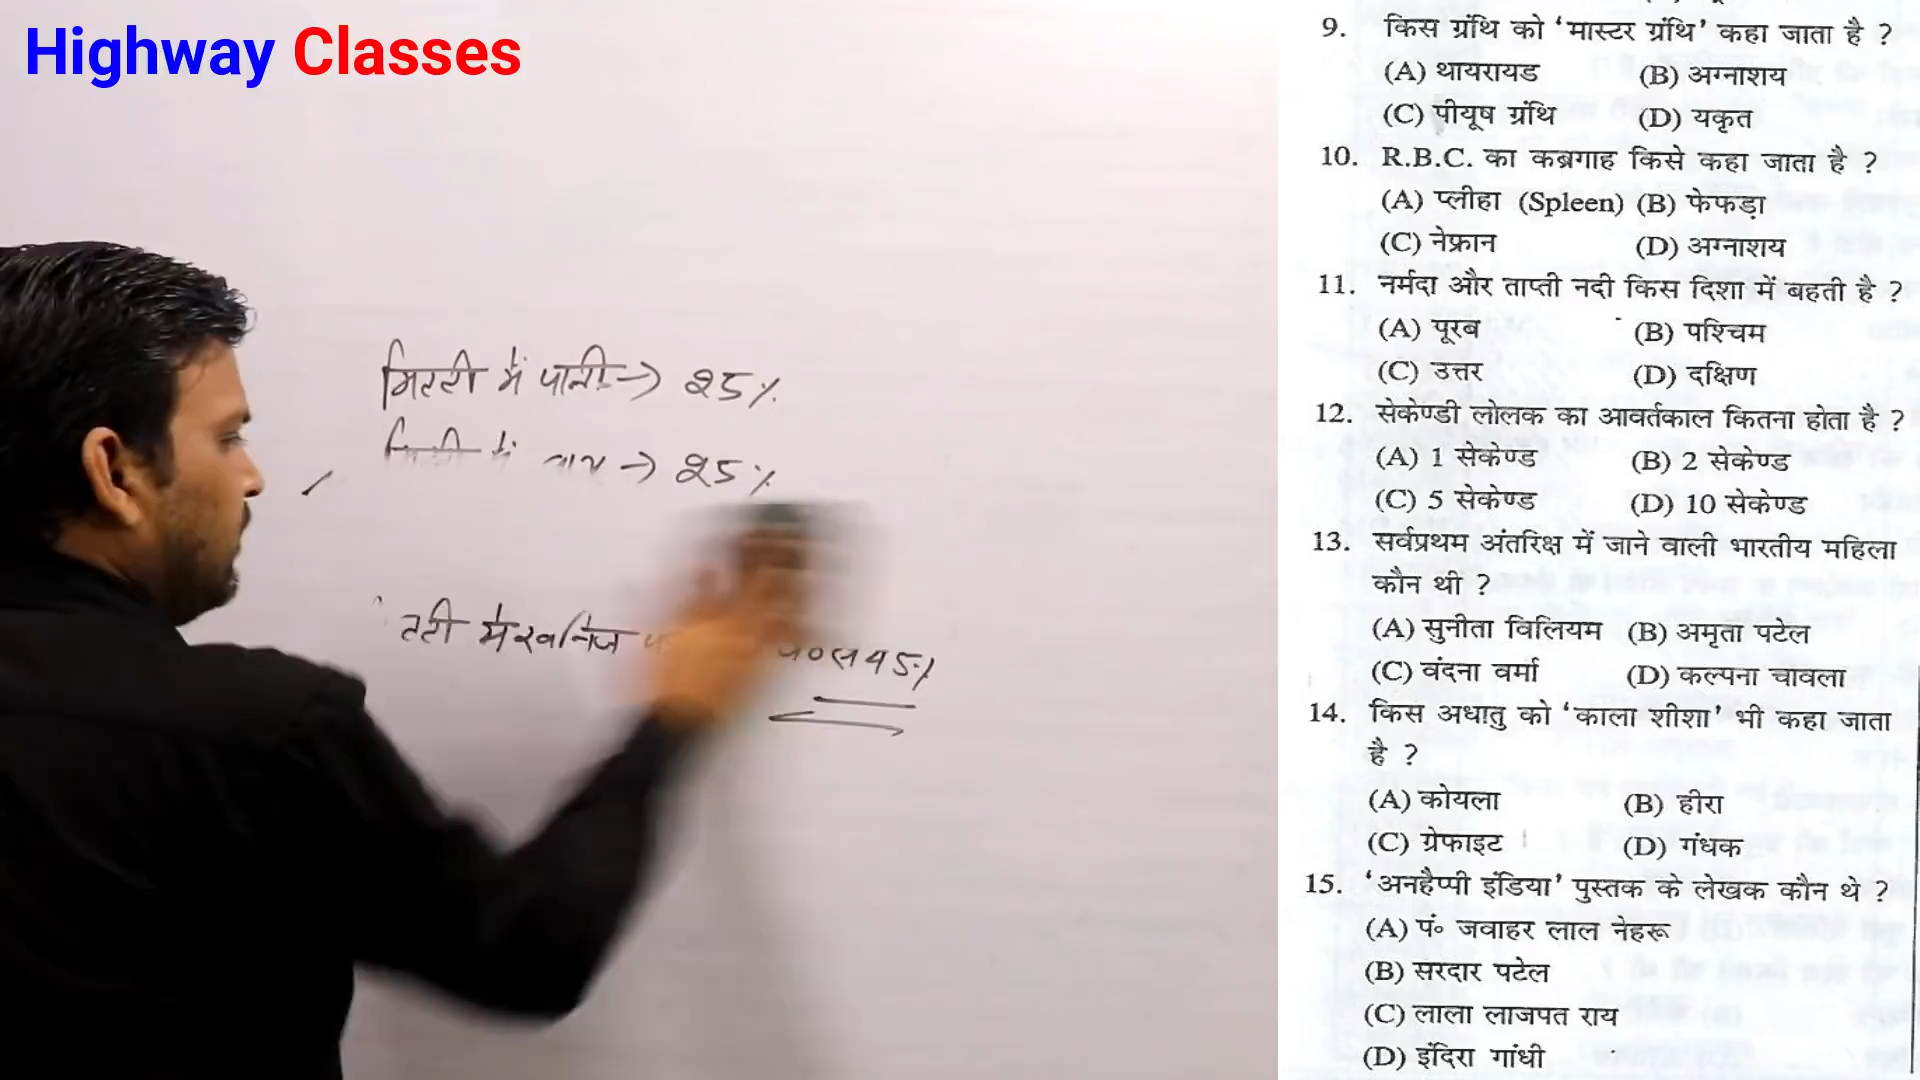 Highway Classes
मिटटी में पानी → 25%
में → 25%
टटी में खनिज
45%
9. किस ग्रंथि को ‘मास्टर ग्रंथि’ कहा जाता है ?
(A) थायरायड (B) अग्नाशय
(C) पीयूष ग्रंथि (D) यकृत
10. R.B.C. का कब्रगाह किसे कहा जाता है ?
(A) प्लीहा (Spleen) (B) फेफड़ा
(C) नेफ्रान (D) अग्नाशय
11. नर्मदा और ताप्ती नदी किस दिशा में बहती है ?
(A) पूरब (B) पश्चिम
(C) उत्तर (D) दक्षिण
12. सेकेण्डी लोलक का आवर्तकाल कितना होता है ?
(A) 1 सेकेण्ड (B) 2 सेकेण्ड
(C) 5 सेकेण्ड (D) 10 सेकेण्ड
13. सर्वप्रथम अंतरिक्ष में जाने वाली भारतीय महिला
कौन थी ?
(A) सुनीता विलियम (B) अमृता पटेल
(C) वंदना वर्मा (D) कल्पना चावला
14. किस अधातु को ‘काला शीशा’ भी कहा जाता
है ?
(A) कोयला (B) हीरा
(C) ग्रेफाइट (D) गंधक
15. ‘अनहैप्पी इंडिया’ पुस्तक के लेखक कौन थे ?
(A) पं॰ जवाहर लाल नेहरू
(B) सरदार पटेल
(C) लाला लाजपत राय
(D) इंदिरा गांधी